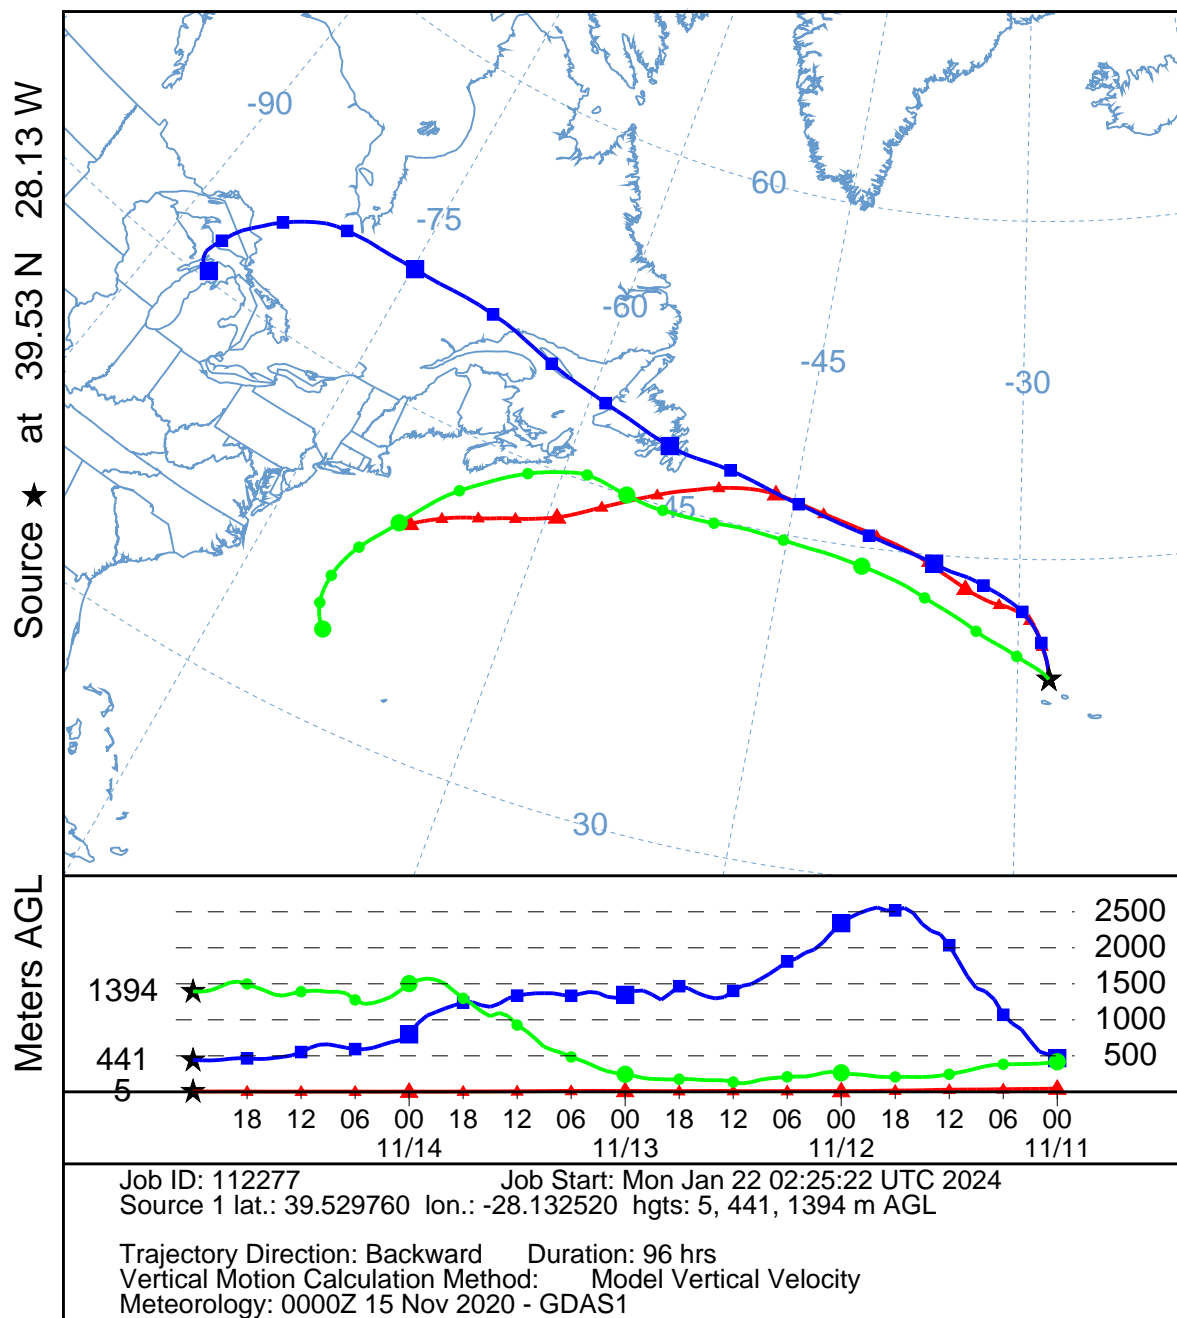 Source ★ at 39.53 N 28.13 W
-90
-75
60
-60
-45
-30
45
30
Meters AGL
2500
2000
1500
1394
1000
500
441
5
18 12 06 00 18 12 06 00 18 12 06 00 18 12 06 00
11/14 11/13 11/12 11/11
Job ID: 112277 Job Start: Mon Jan 22 02:25:22 UTC 2024
Source 1 lat.: 39.529760 lon.: -28.132520 hgts: 5, 441, 1394 m AGL
Trajectory Direction: Backward Duration: 96 hrs
Vertical Motion Calculation Method: Model Vertical Velocity
Meteorology: 0000Z 15 Nov 2020 - GDAS1